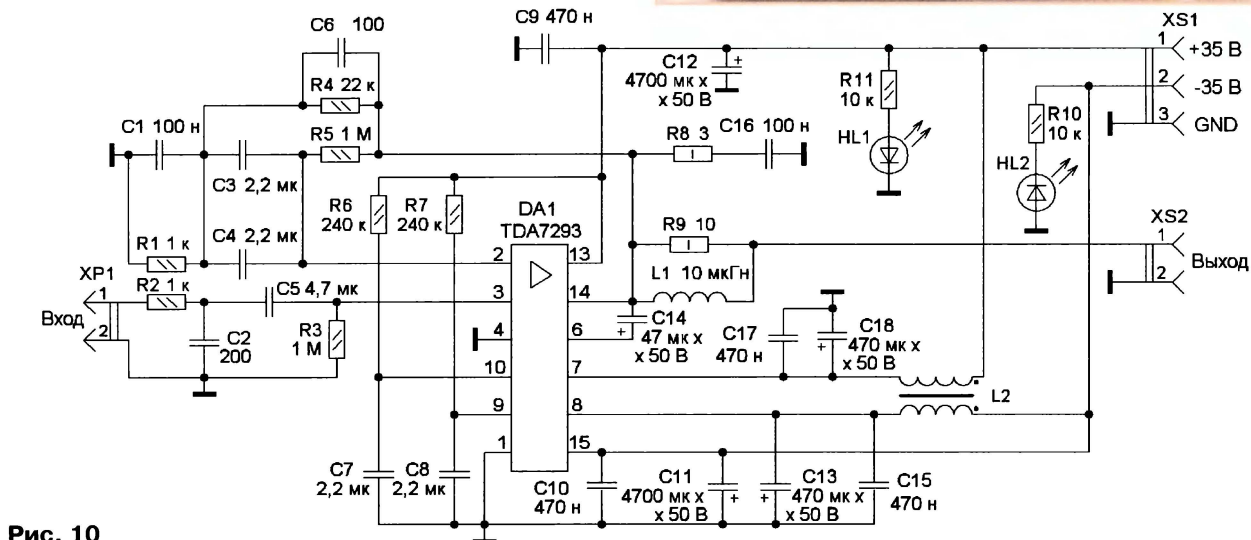 C6 100
C9 470 н
XS1
1
+35 В
2
-35 В
3
GND
C12
4700 мк х
х 50 В
R11
10 к
R10
10 к
HL1
HL2
R4 22 к
C1 100 н
R5 1 М
C3 2,2 мк
R8 3
C16 100 н
R6
240 к
R7
240 к
DA1
TDA7293
R9 10
L1 10 мкГн
XS2
1
Выход
2
C4 2,2 мк
R1 1 к
XP1
1
R2 1 к
Вход
2
C5 4,7 мк
C2
200
R3
1 М
2
3
4
10
9
1
13
14
6
7
8
15
C14
47 мк х
х 50 В
C17
470 н
C18
470 мк х
х 50 В
L2
C7
2,2 мк
C8
2,2 мк
C10
470 н
C11
4700 мк х
х 50 В
C13
470 мк х
х 50 В
C15
470 н
Рис. 10